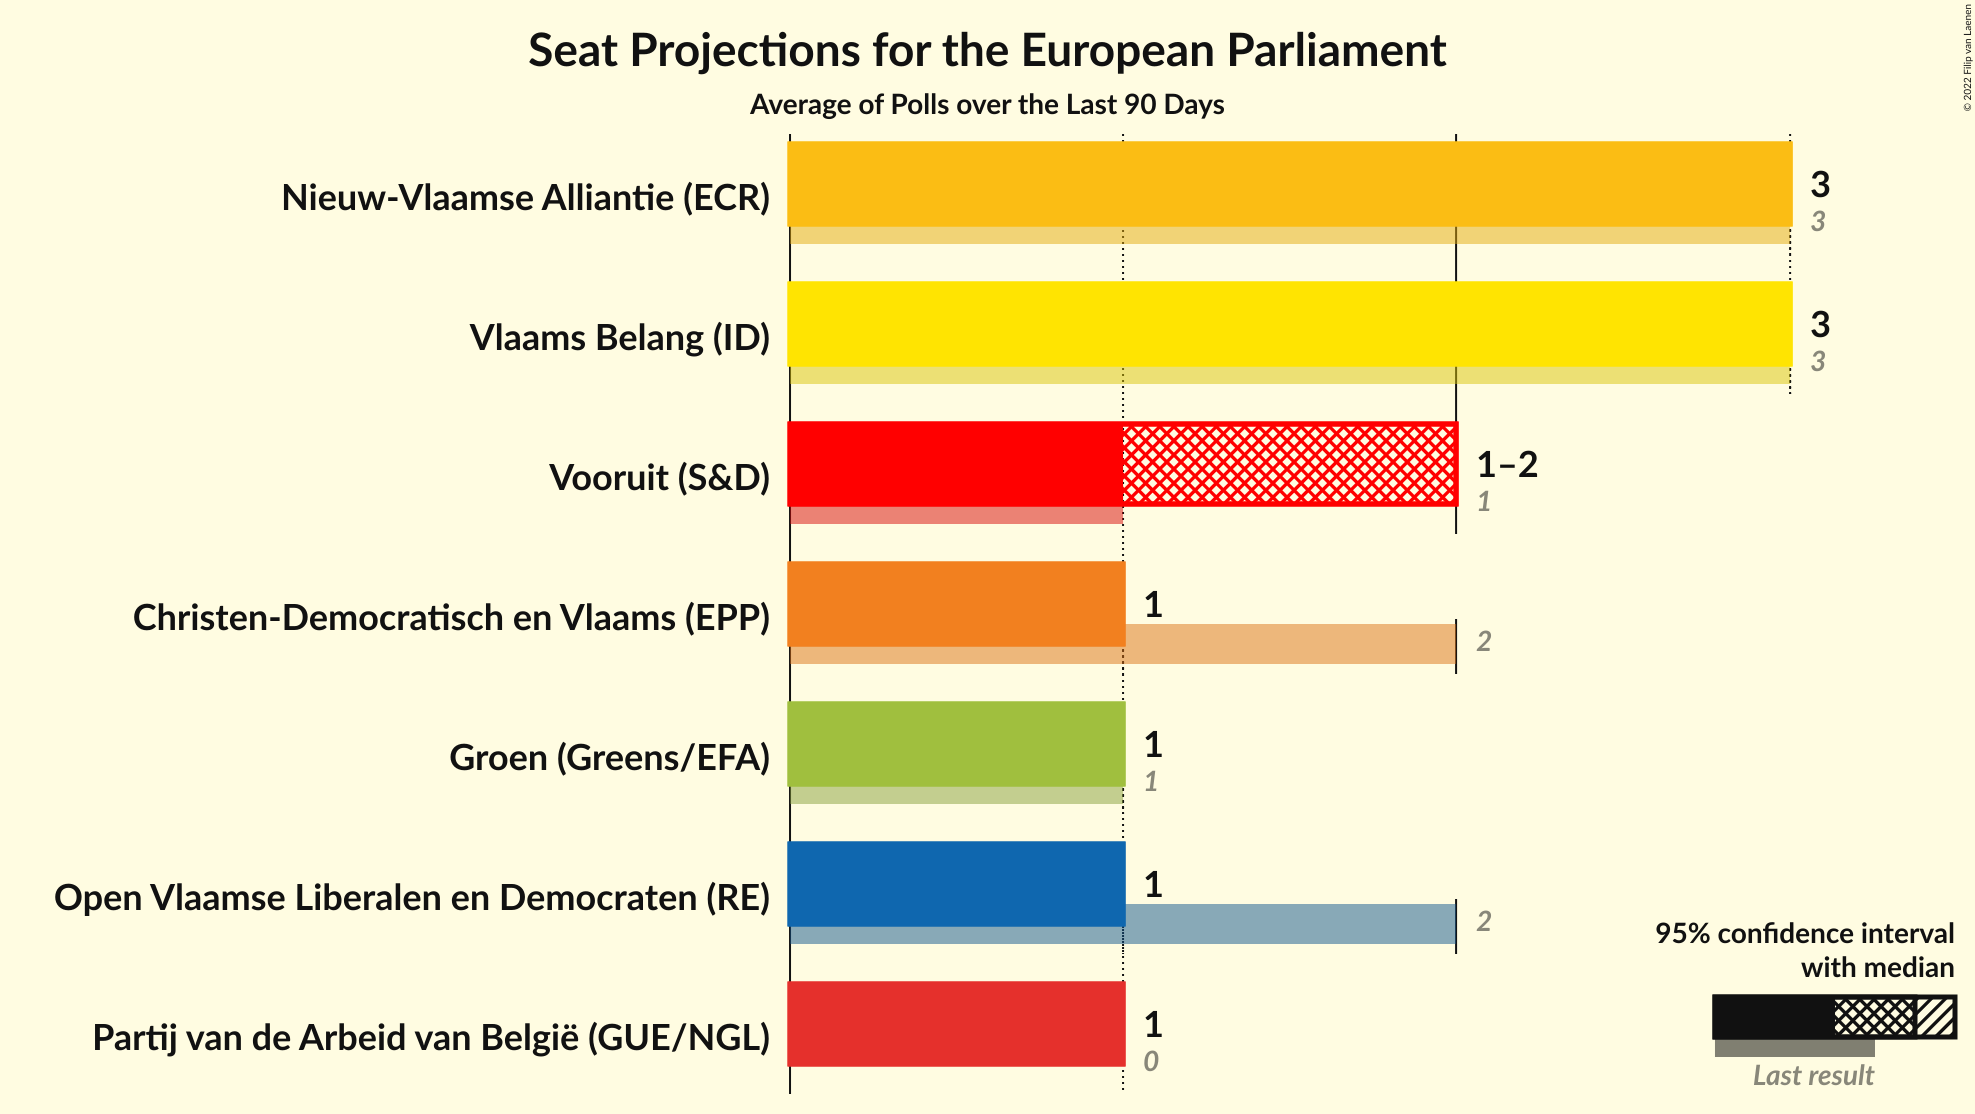 Seat Projections for the European Parliament
Average of Polls over the Last 90 Days
© 2022 Filip van Laenen
Nieuw-Vlaamse Alliantie (ECR)
3
3
Vlaams Belang (ID)
3
3
Vooruit (S&D)
1–2
1
Christen-Democratisch en Vlaams (EPP)
1
2
Groen (Greens/EFA)
1
1
Open Vlaamse Liberalen en Democraten (RE)
1
2
Partij van de Arbeid van België (GUE/NGL)
1
0
95% confidence interval
with median
Last result